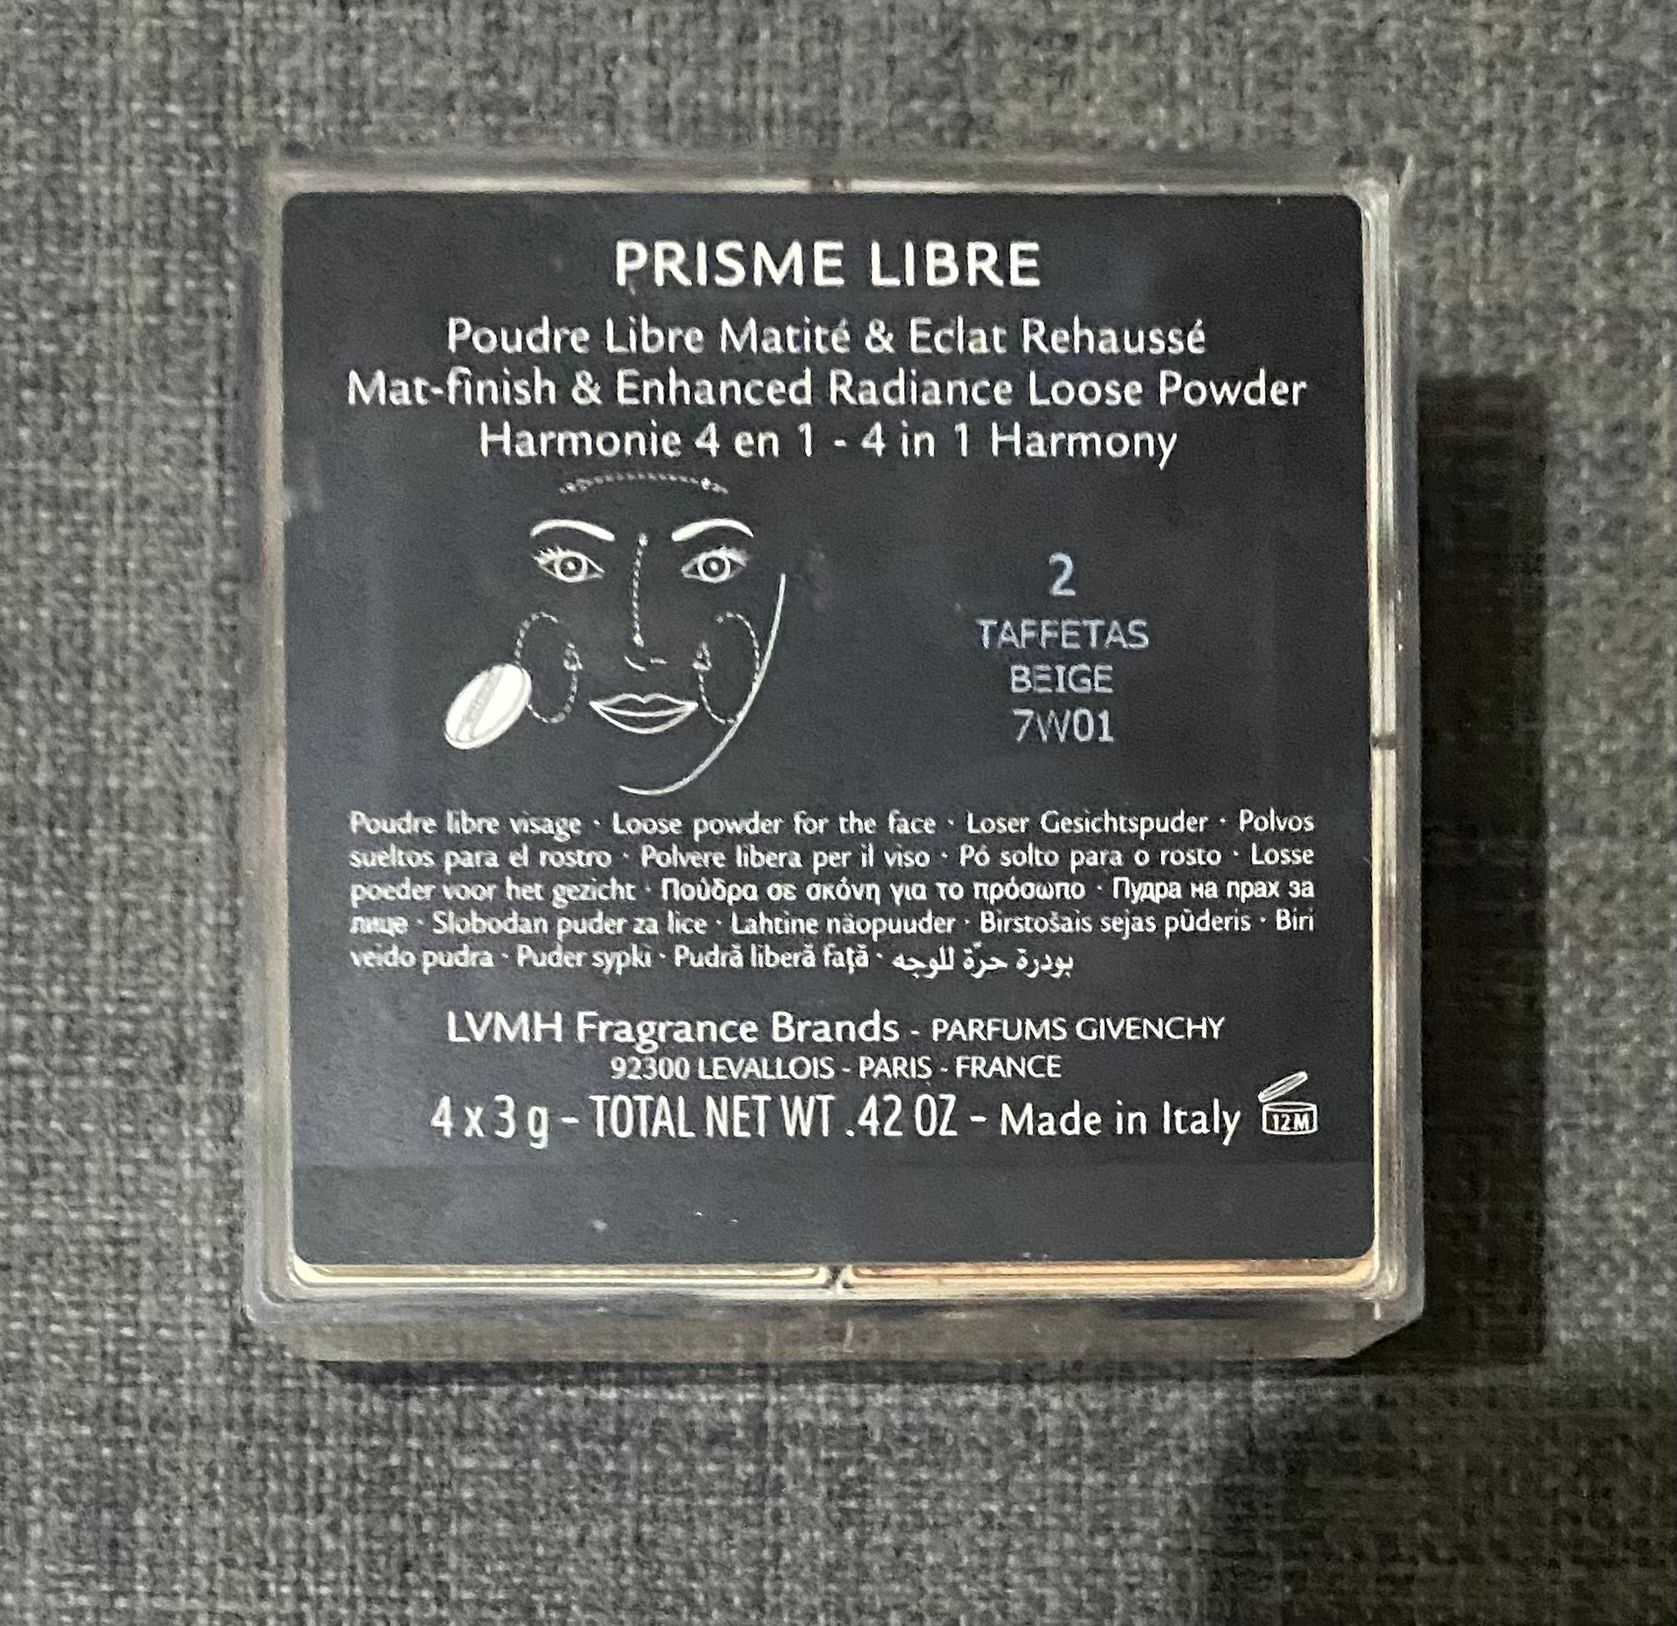 PRISME LIBRE
Poudre Libre Matité & Eclat Rehaussé
Mat-finish & Enhanced Radiance Loose Powder
Harmonie 4 en 1 - 4 in 1 Harmony
2
TAFFETAS
BEIGE
7W01
Poudre libre visage · Loose powder for the face · Loser Gesichtspuder · Polvos
sueltos para el rostro · Polvere libera per il viso · Pó solto para o rosto · Losse
poeder voor het gezicht · Πούδρα σε σκόνη για το πρόσωπο · Пудра на прах за
лице · Slobodan puder za lice · Lahtine näopuuder · Birstošais sejas pūderis · Biri
veido pudra · Puder sypki · Pudră liberă față · بودرة حرّة للوجه
LVMH Fragrance Brands - PARFUMS GIVENCHY
92300 LEVALLOIS - PARIS - FRANCE
4 x 3 g - TOTAL NET WT .42 OZ - Made in Italy 12M